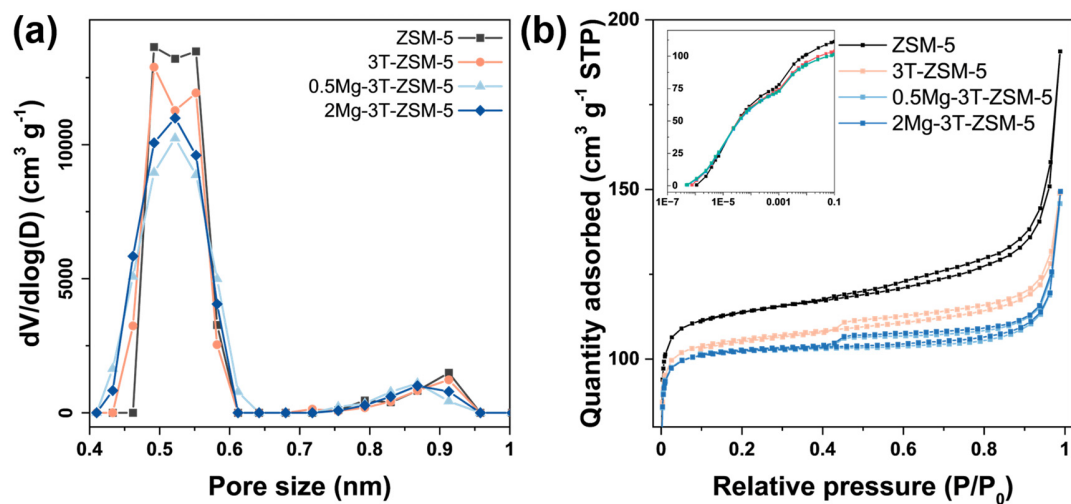 (a)
ZSM-5
3T-ZSM-5
0.5Mg-3T-ZSM-5
2Mg-3T-ZSM-5
dV/dlog(D) (cm³ g⁻¹)
10000
5000
0
0.4 0.5 0.6 0.7 0.8 0.9 1
Pore size (nm)
(b)
ZSM-5
3T-ZSM-5
0.5Mg-3T-ZSM-5
2Mg-3T-ZSM-5
Quantity adsorbed (cm³ g⁻¹ STP)
200
150
100
100
75
50
25
0
1E-7 1E-5 0.001 0.1
0 0.2 0.4 0.6 0.8 1
Relative pressure (P/P₀)